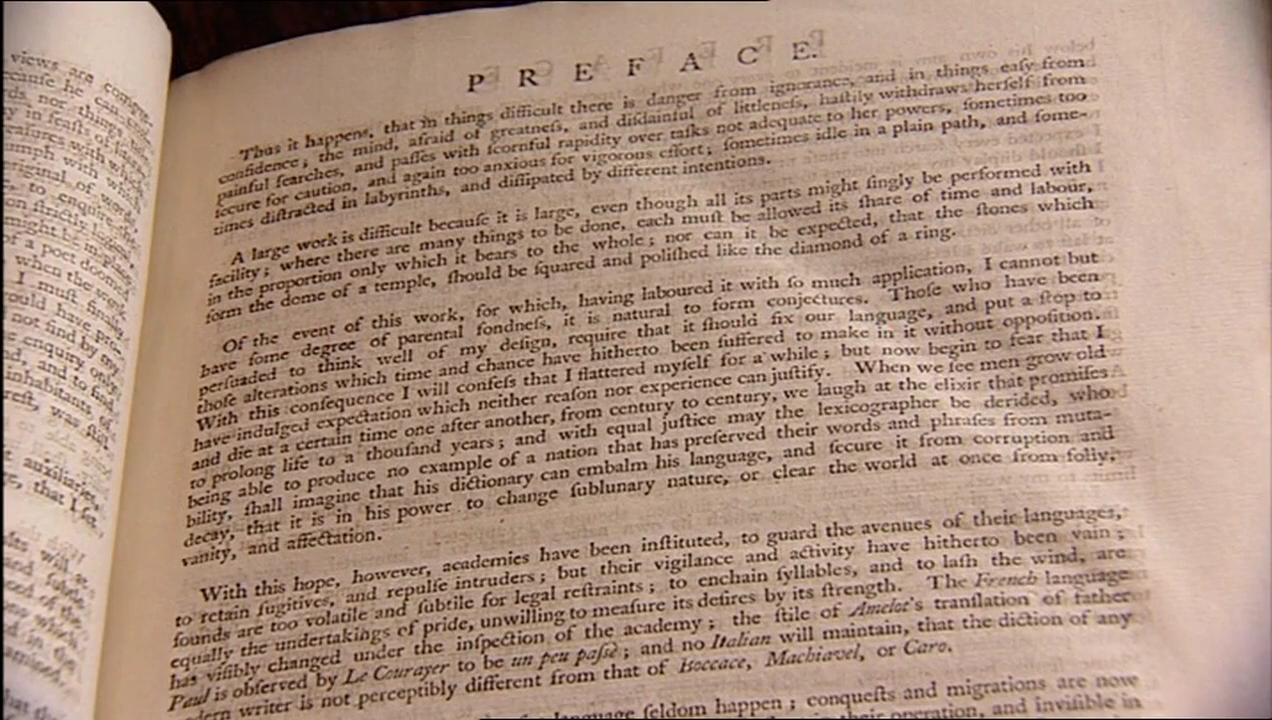 views are
because he can
nor things
P R E F A C E.
Thus it happens, that in things difficult there is danger from ignorance, and in things eaſy from
confidence; the mind, afraid of greatneſs, and diſdainful of littleneſs, haſtily withdraws herſelf from
painful ſearches, and paſſes with ſcornful rapidity over taſks not adequate to her powers, ſometimes too
ſecure for caution, and again too anxious for vigorous effort; ſometimes idle in a plain path, and ſome-
times diſtracted in labyrinths, and diſſipated by different intentions.
A large work is difficult becauſe it is large, even though all its parts might ſingly be performed with
facility; where there are many things to be done, each muſt be allowed its ſhare of time and labour,
in the proportion only which it bears to the whole; nor can it be expected, that the ſtones which
form the dome of a temple, ſhould be ſquared and poliſhed like the diamond of a ring.
Of the event of this work, for which, having laboured it with ſo much application, I cannot but
have ſome degree of parental fondneſs, it is natural to form conjectures. Thoſe who have been
perſuaded to think well of my deſign, require that it ſhould fix our language, and put a ſtop to
thoſe alterations which time and chance have hitherto been ſuffered to make in it without oppoſition.
With this conſequence I will confeſs that I flattered myſelf for a while; but now begin to fear that I
have indulged expectation which neither reaſon nor experience can juſtify. When we ſee men grow old
and die at a certain time one after another, from century to century, we laugh at the elixir that promiſes
to prolong life to a thouſand years; and with equal juſtice may the lexicographer be derided, who
being able to produce no example of a nation that has preſerved their words and phraſes from muta-
bility, ſhall imagine that his dictionary can embalm his language, and ſecure it from corruption and
decay, that it is in his power to change ſublunary nature, or clear the world at once from folly,
vanity, and affectation.
With this hope, however, academies have been inſtituted, to guard the avenues of their languages,
to retain fugitives, and repulſe intruders; but their vigilance and activity have hitherto been vain;
ſounds are too volatile and ſubtile for legal reſtraints; to enchain ſyllables, and to laſh the wind, are
equally the undertakings of pride, unwilling to meaſure its deſires by its ſtrength. The French language
has viſibly changed under the inſpection of the academy; the ſtile of Amelot's tranſlation of father
Paul is obſerved by Le Courayer to be un peu paſſé; and no Italian will maintain, that the diction of any
writer is not perceptibly different from that of Boccace, Machiavel, or Caro.
language ſeldom happen; conqueſts and migrations are now
their operation, and inviſible in